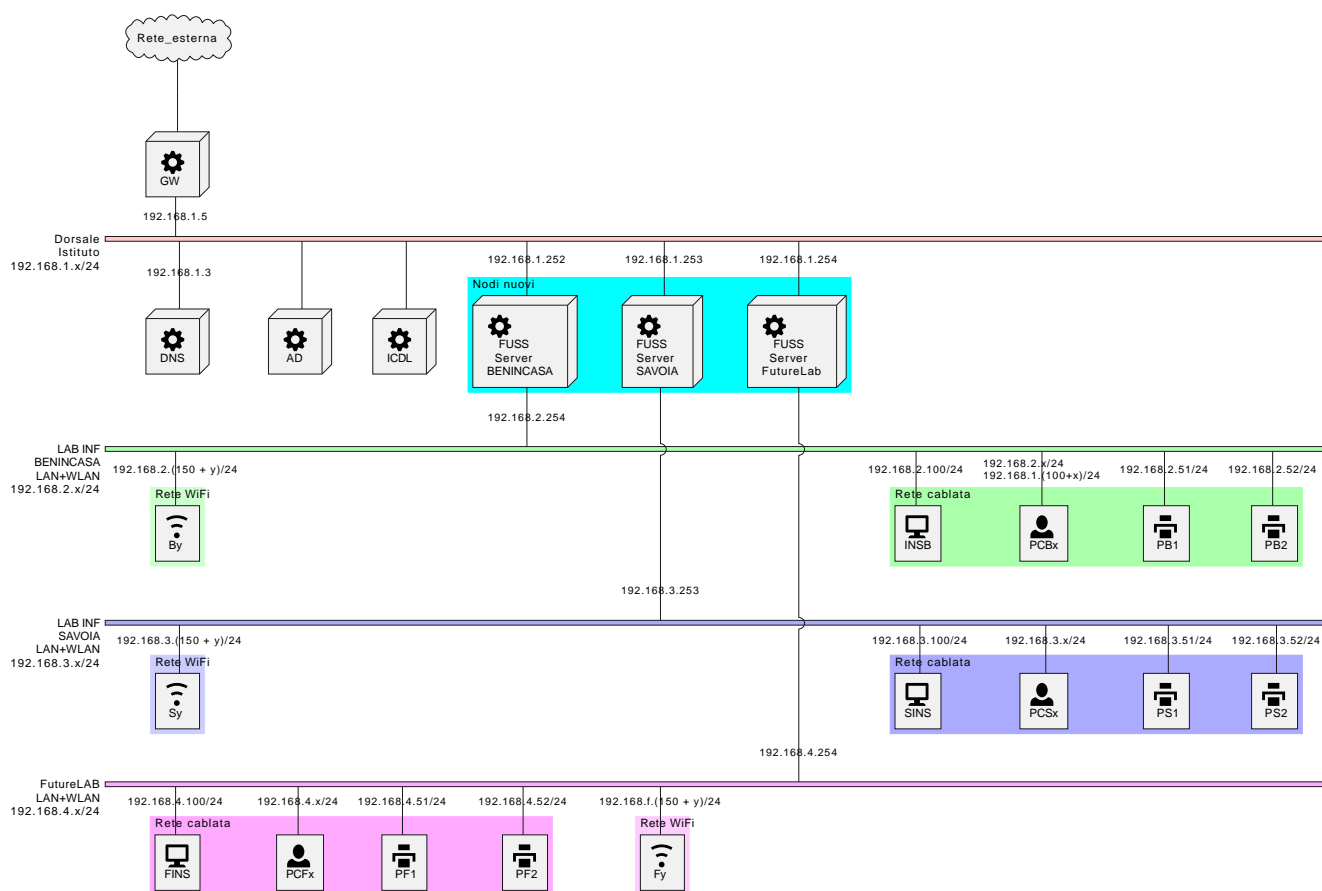 Rete_esterna
GW
192.168.1.5
Dorsale
Istituto
192.168.1.x/24
192.168.1.3
192.168.1.252
192.168.1.253
192.168.1.254
Nodi nuovi
DNS
AD
ICDL
FUSS
Server
BENINCASA
FUSS
Server
SAVOIA
FUSS
Server
FutureLab
192.168.2.254
LAB INF
BENINCASA
LAN+WLAN
192.168.2.x/24
192.168.2.(150 + y)/24
192.168.2.100/24
192.168.2.x/24
192.168.1.(100+x)/24
192.168.2.51/24
192.168.2.52/24
Rete WiFi
Rete cablata
By
INSB
PCBx
PB1
PB2
192.168.3.253
LAB INF
SAVOIA
LAN+WLAN
192.168.3.x/24
192.168.3.(150 + y)/24
192.168.3.100/24
192.168.3.x/24
192.168.3.51/24
192.168.3.52/24
Rete WiFi
Rete cablata
Sy
SINS
PCSx
PS1
PS2
192.168.4.254
FutureLAB
LAN+WLAN
192.168.4.x/24
192.168.4.100/24
192.168.4.x/24
192.168.4.51/24
192.168.4.52/24
192.168.f.(150 + y)/24
Rete cablata
Rete WiFi
FINS
PCFx
PF1
PF2
Fy